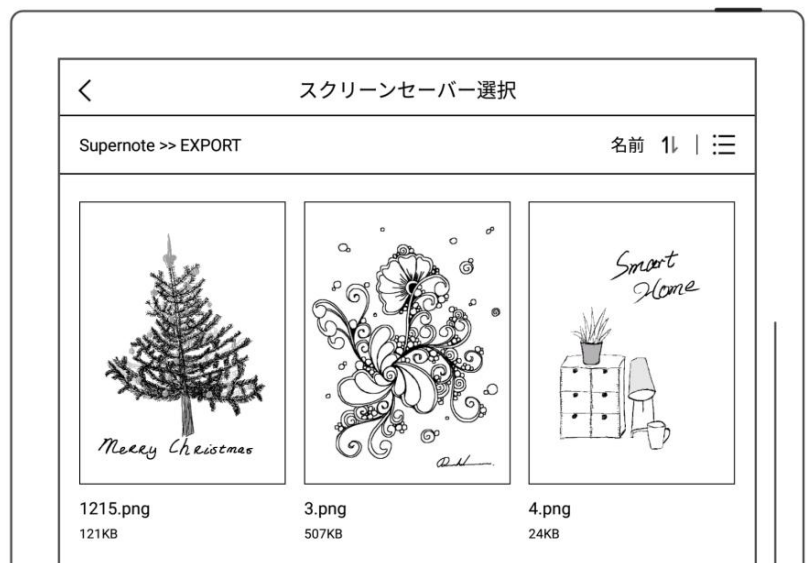 スクリーンセーバー選択
Supernote >> EXPORT 名前
Smart
Home
Merry Christmas
1215.png 3.png 4.png
121KB 507KB 24KB